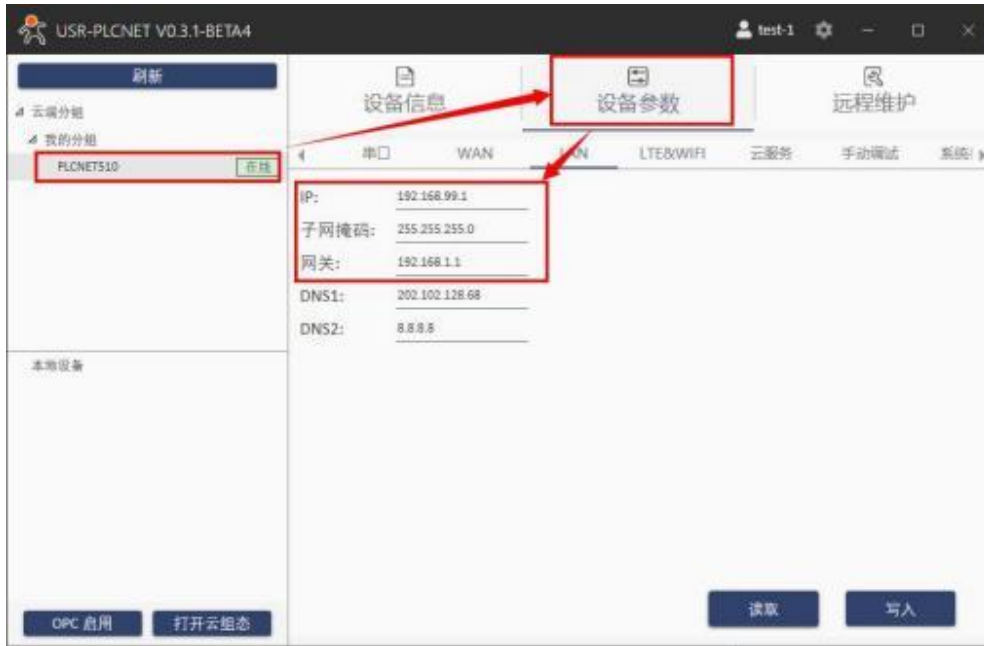 USR-PLCNET V0.3.1-BETA4
test-1
刷新
云端分组
我的分组
PLCNET510 在线
设备信息 设备参数 远程维护
串口 WAN LAN LTE&WIFI 云服务 手动调试 系统
IP: 192.168.99.1
子网掩码: 255.255.255.0
网关: 192.168.1.1
DNS1: 202.102.128.68
DNS2: 8.8.8.8
本地设备
OPC 启用 打开云组态
读取 写入